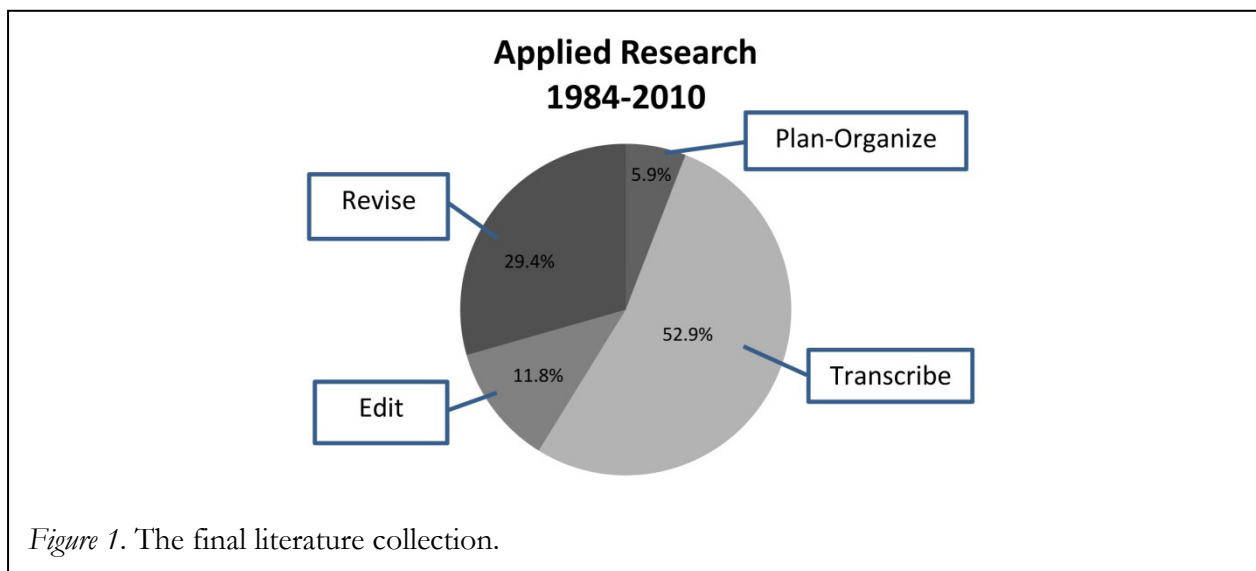 Applied Research
1984-2010
Plan-Organize
5.9%
Revise
29.4%
52.9%
Transcribe
11.8%
Edit
Figure 1. The final literature collection.